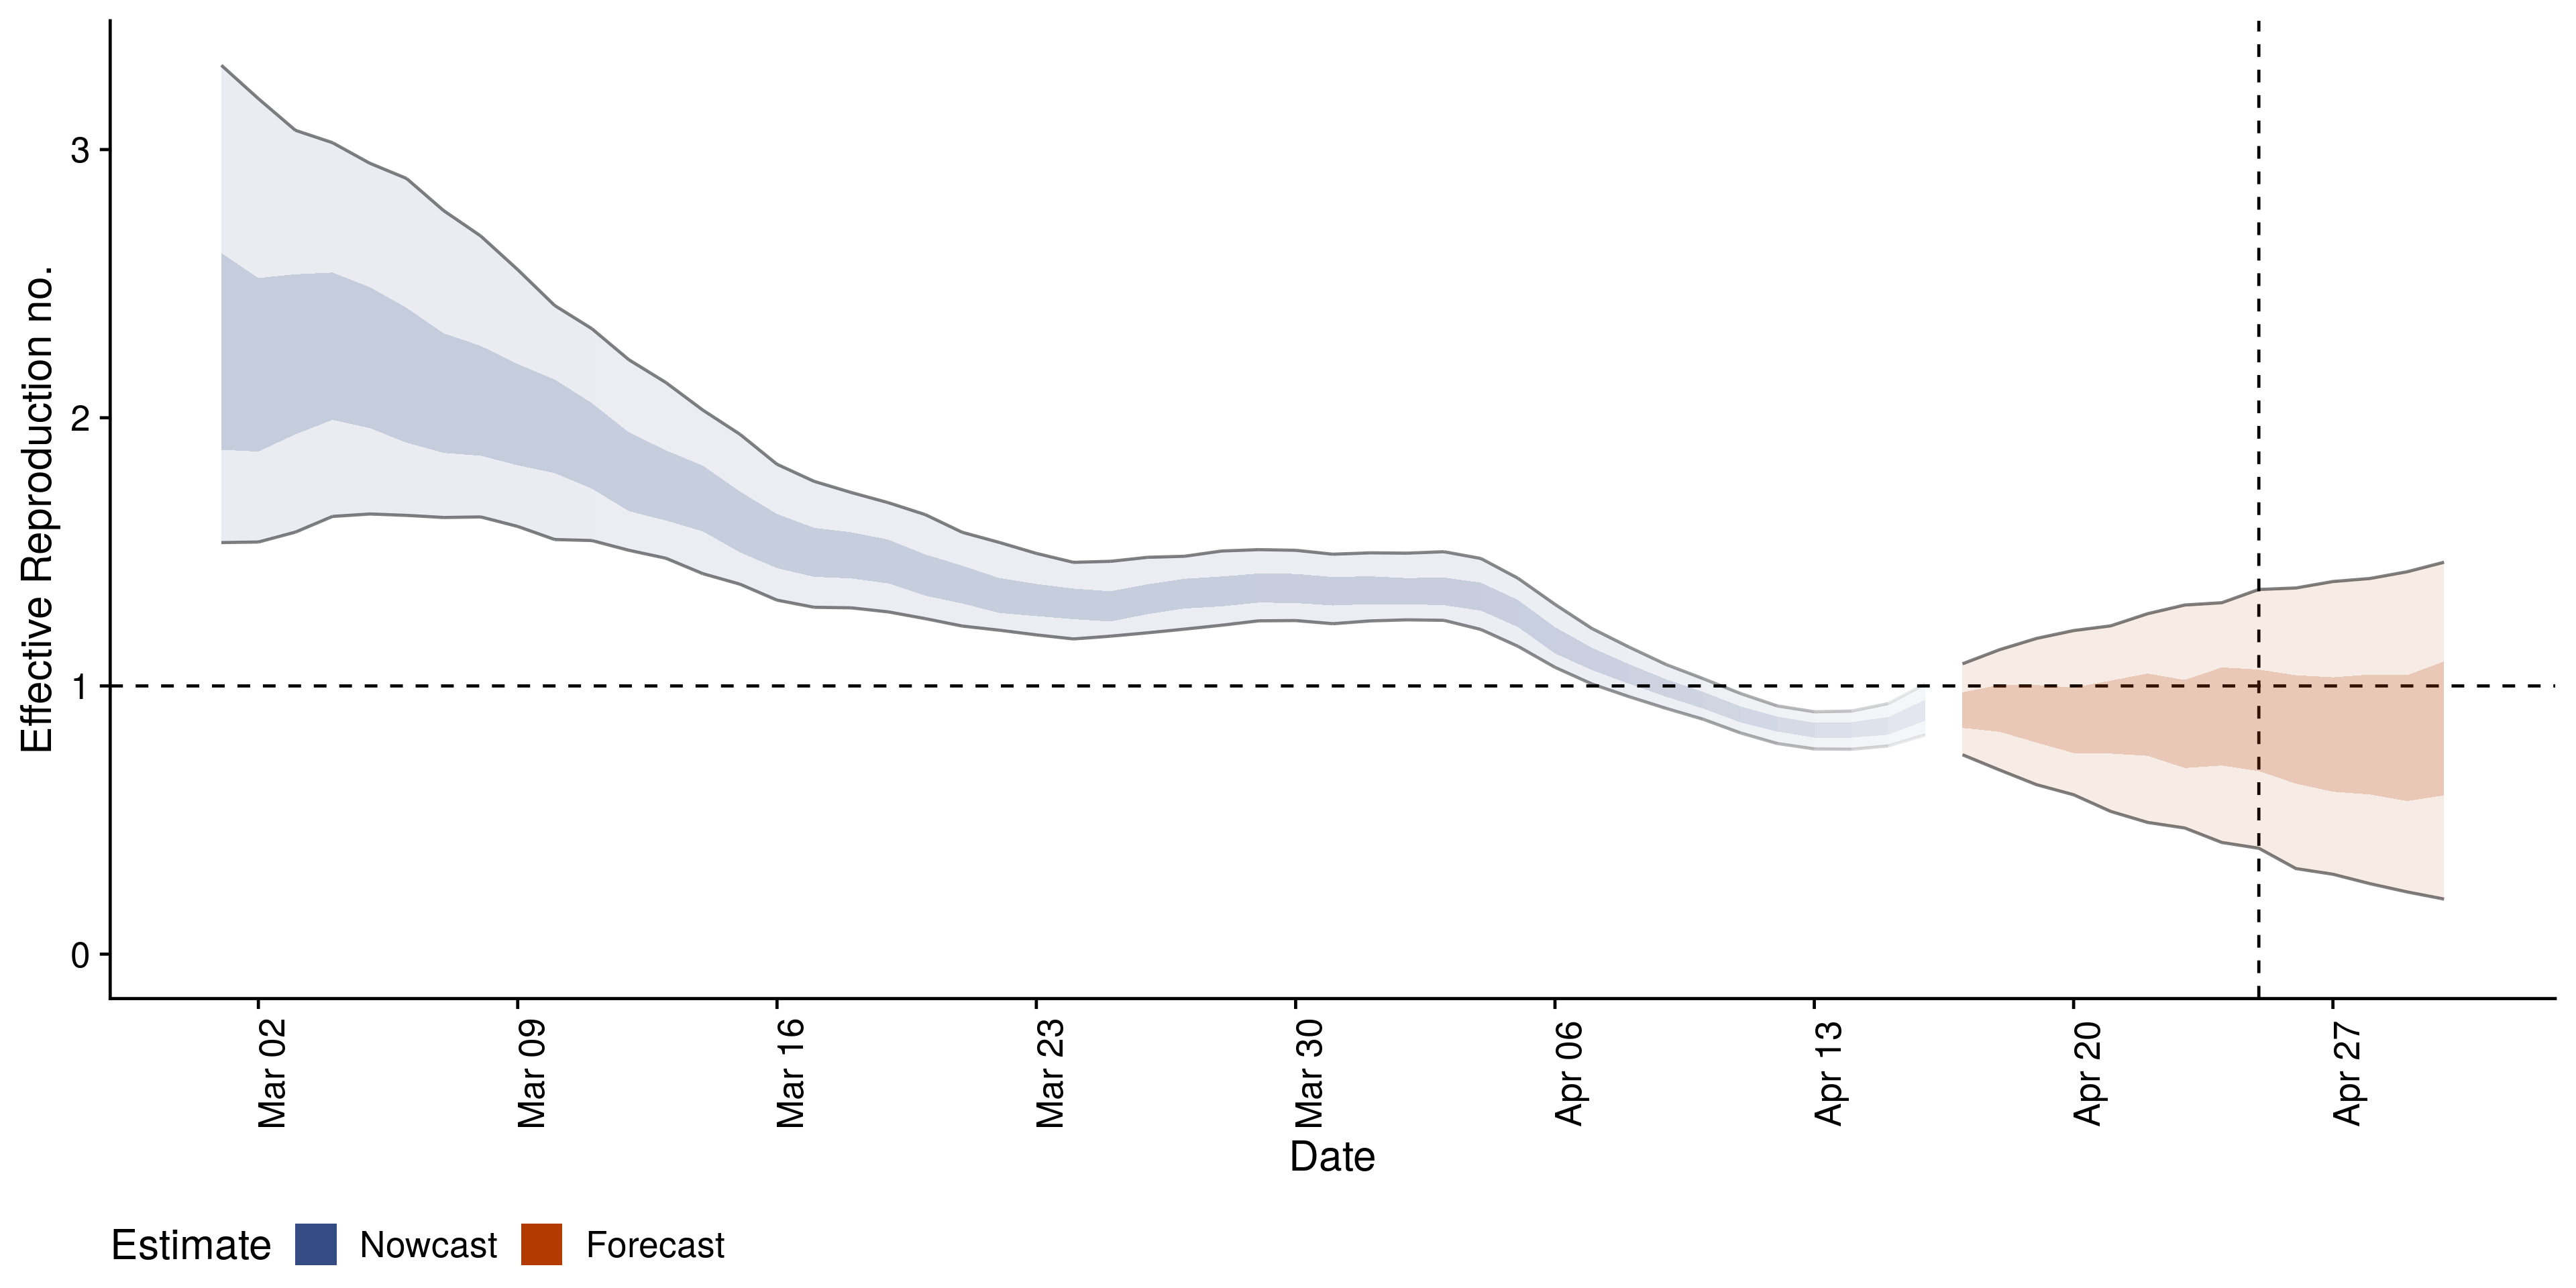 Effective Reproduction no.
3
2
1
0
Mar 02
Mar 09
Mar 16
Mar 23
Mar 30
Apr 06
Apr 13
Apr 20
Apr 27
Date
Estimate Nowcast Forecast